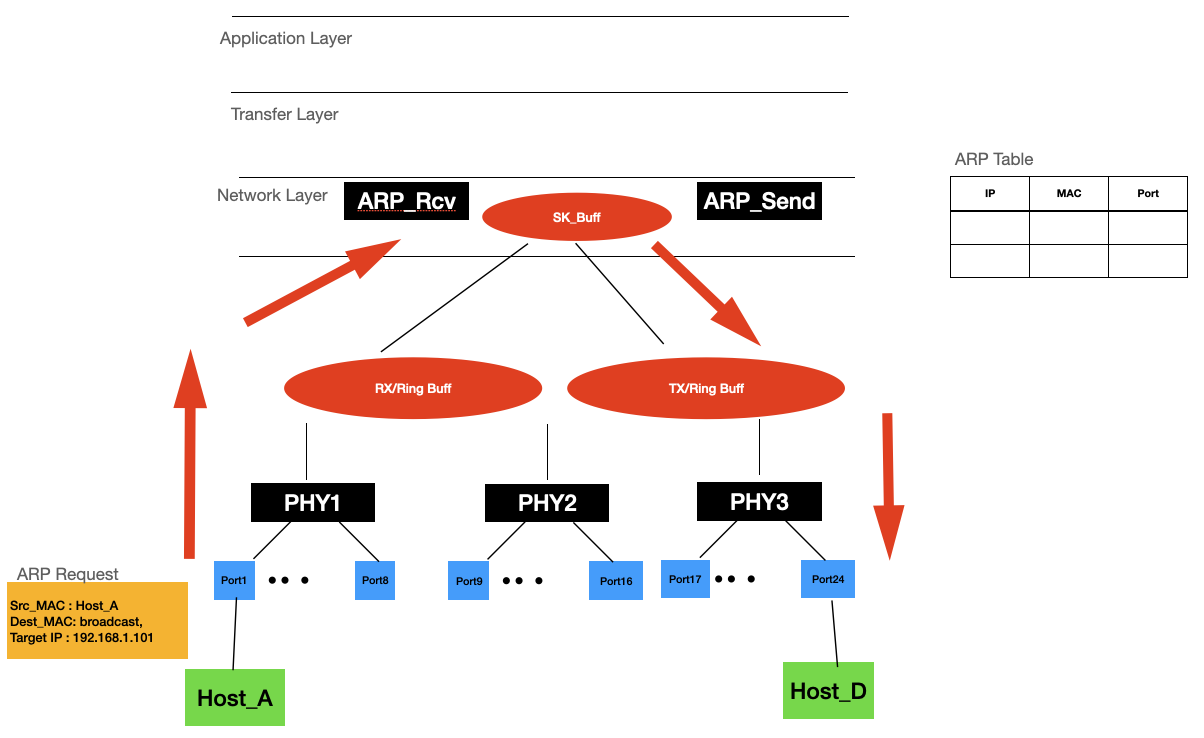 Application Layer
Transfer Layer
Network Layer
ARP_Rcv
SK_Buff
ARP_Send
ARP Table
IP MAC Port
RX/Ring Buff
TX/Ring Buff
PHY1
PHY2
PHY3
Port1
Port8
Port9
Port16
Port17
Port24
ARP Request
Src_MAC : Host_A
Dest_MAC: broadcast,
Target IP : 192.168.1.101
Host_A
Host_D